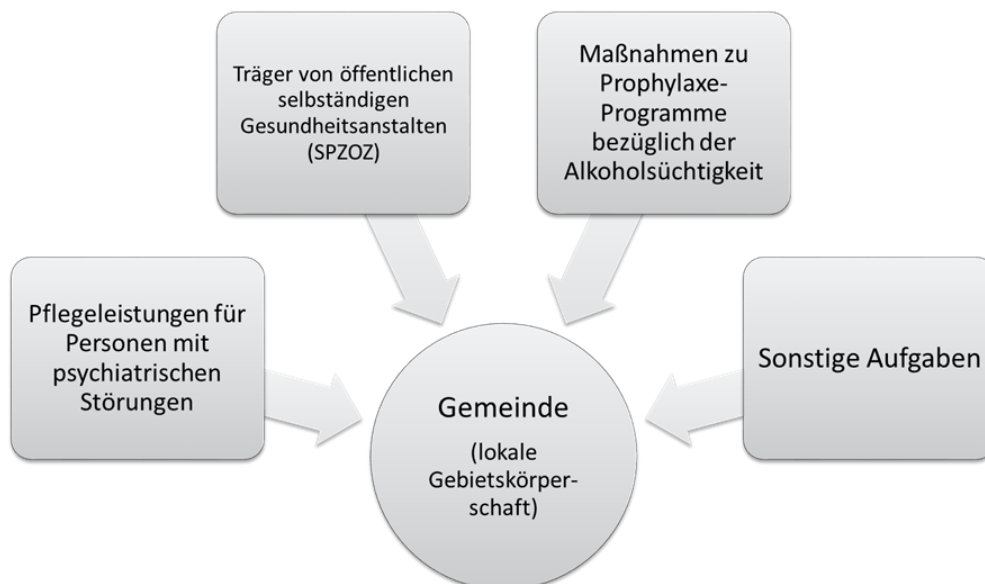 Träger von öffentlichen
selbständigen
Gesundheitsanstalten
(SPZOZ)
Maßnahmen zu
Prophylaxe-
Programme
bezüglich der
Alkoholsüchtigkeit
Pflegeleistungen für
Personen mit
psychiatrischen
Störungen
Sonstige Aufgaben
Gemeinde
(lokale
Gebietskörper-
schaft)